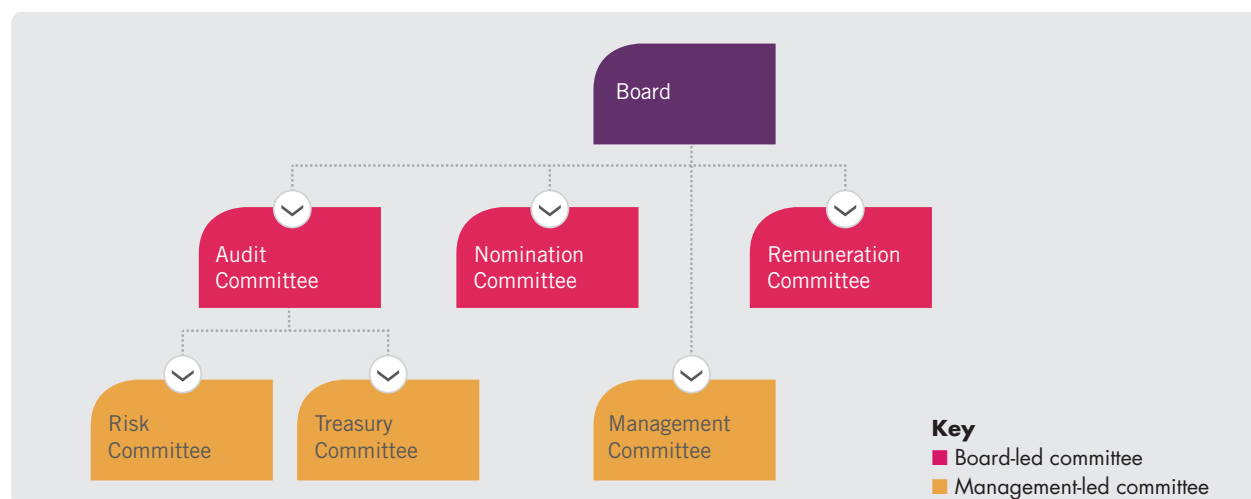 Board
Audit
Committee
Nomination
Committee
Remuneration
Committee
Risk
Committee
Treasury
Committee
Management
Committee
Key
Board-led committee
Management-led committee